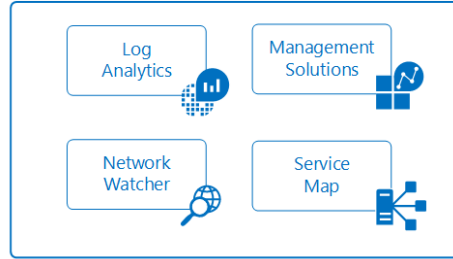 Log
Analytics
Management
Solutions
Network
Watcher
Service
Map